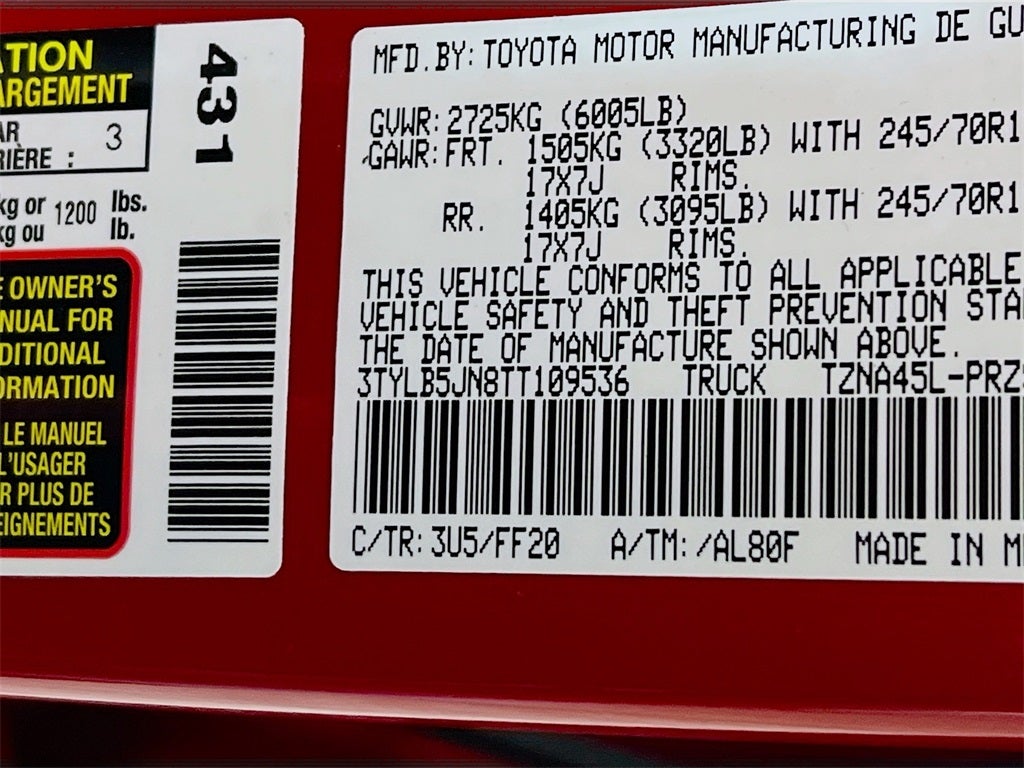 ATION
ARGEMENT
AR
RIÈRE : 3
kg or 1200 lbs.
kg ou lb.
E OWNER'S
NUAL FOR
DITIONAL
ORMATION
LE MANUEL
L'USAGER
R PLUS DE
EIGNEMENTS
431
MFD.BY:TOYOTA MOTOR MANUFACTURING DE GU
GVWR:2725KG (6005LB)
GAWR:FRT. 1505KG (3320LB) WITH 245/70R1
17X7J RIMS.
RR. 1405KG (3095LB) WITH 245/70R1
17X7J RIMS.
THIS VEHICLE CONFORMS TO ALL APPLICABLE
VEHICLE SAFETY AND THEFT PREVENTION STA
THE DATE OF MANUFACTURE SHOWN ABOVE.
3TYLB5JN8TT109536 TRUCK TZNA45L-PRZ
C/TR:3U5/FF20 A/TM:/AL80F MADE IN M